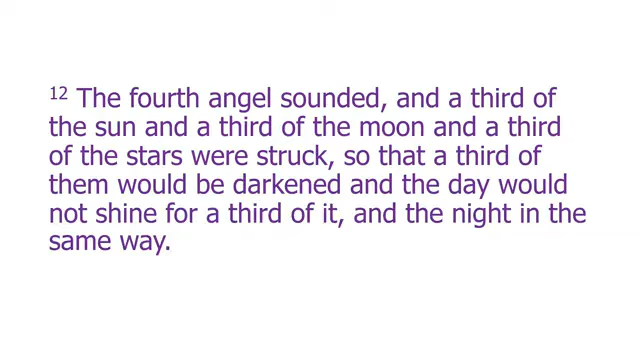 12 The fourth angel sounded, and a third of
the sun and a third of the moon and a third
of the stars were struck, so that a third of
them would be darkened and the day would
not shine for a third of it, and the night in the
same way.